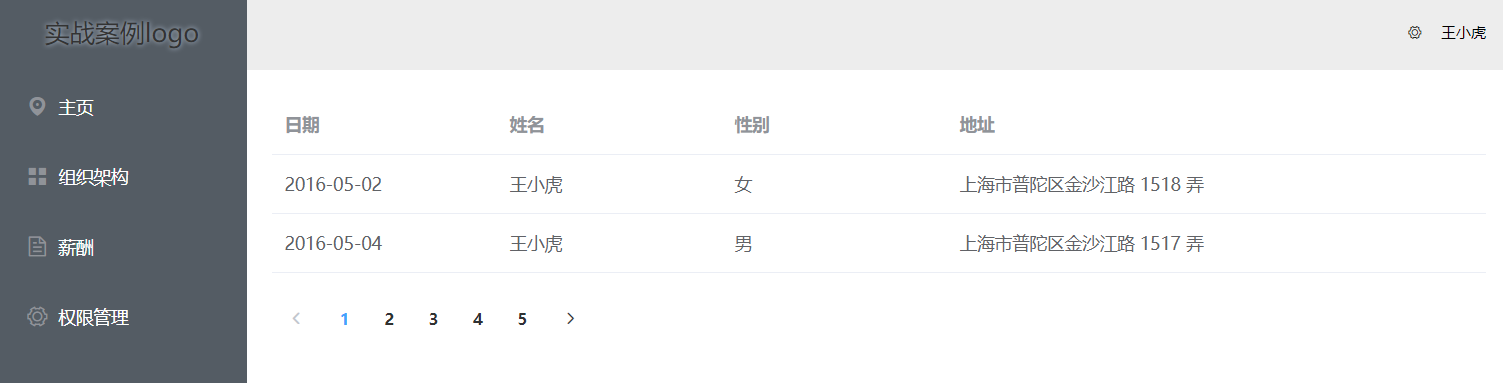 实战案例logo
王小虎
主页
组织架构
薪酬
权限管理
日期 姓名 性别 地址
2016-05-02 王小虎 女 上海市普陀区金沙江路 1518 弄
2016-05-04 王小虎 男 上海市普陀区金沙江路 1517 弄
1 2 3 4 5